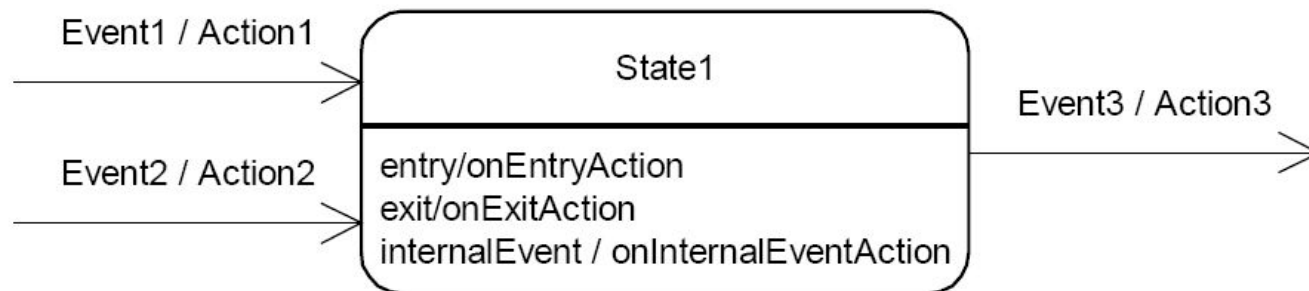 Event1 / Action1
State1
Event3 / Action3
Event2 / Action2
entry/onEntryAction
exit/onExitAction
internalEvent / onInternalEventAction